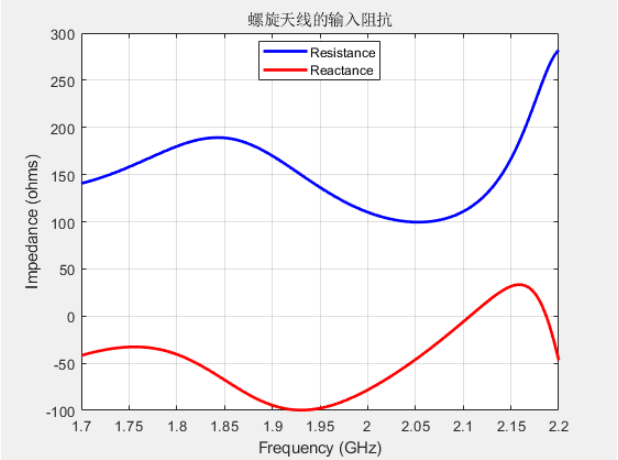 螺旋天线的输入阻抗
300
250
200
150
100
50
0
-50
-100
Impedance (ohms)
Resistance
Reactance
1.7 1.75 1.8 1.85 1.9 1.95 2 2.05 2.1 2.15 2.2
Frequency (GHz)